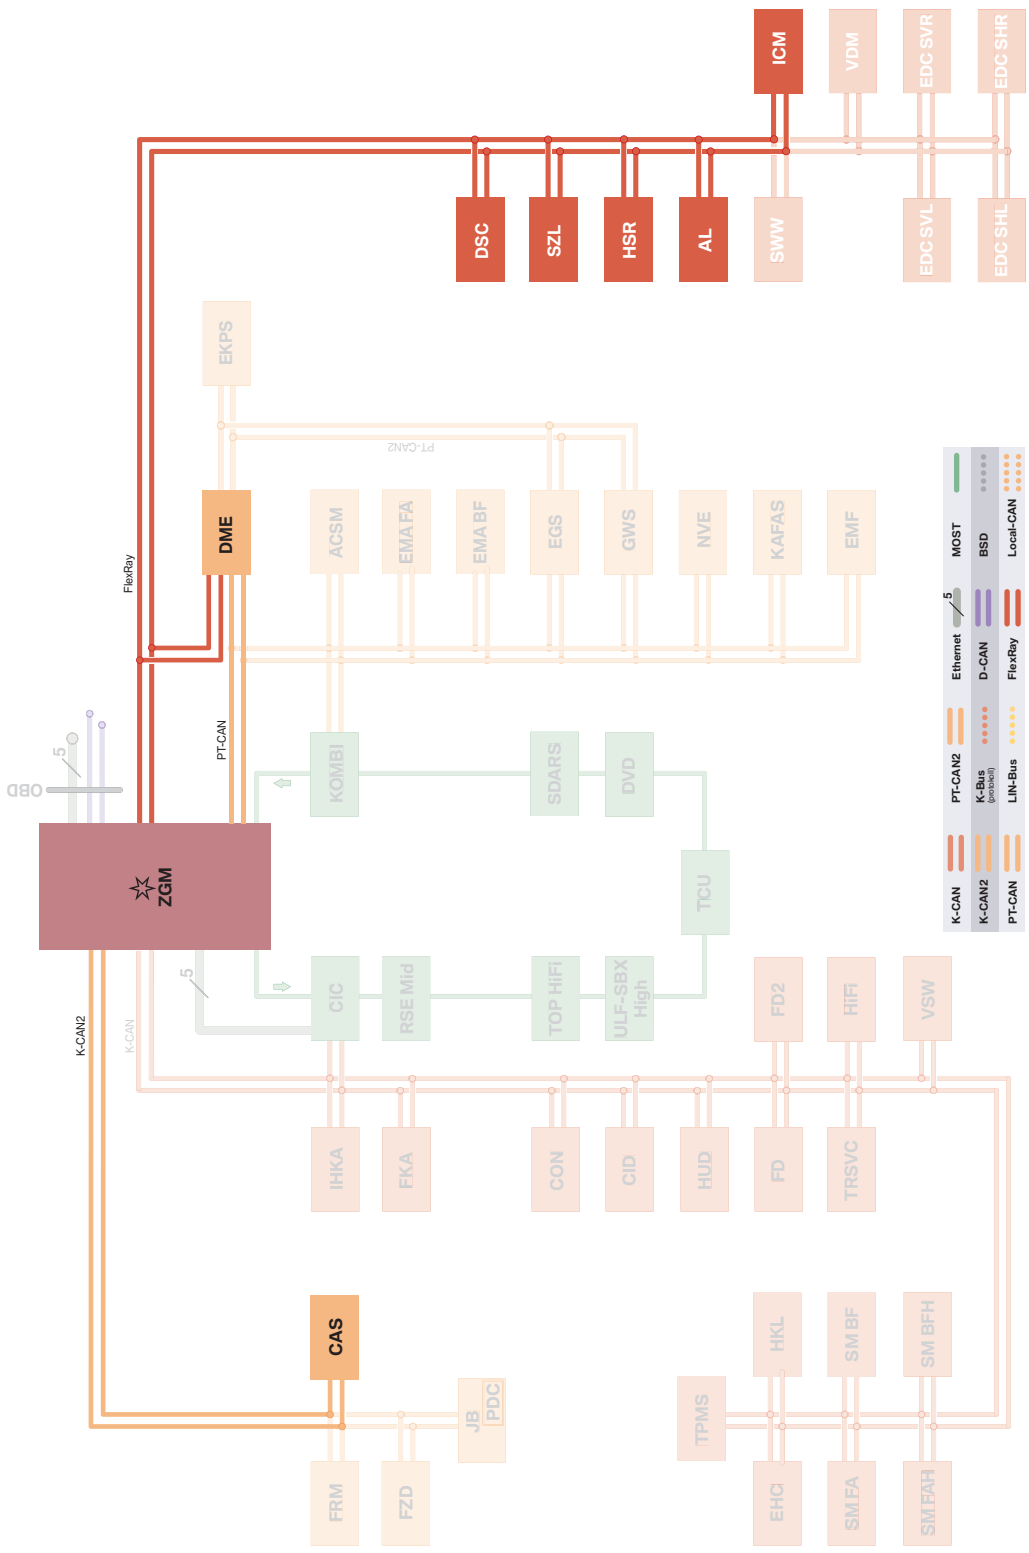 ICM
VDM
EDC SVR
EDC SHR
DSC
SZL
HSR
AL
SWW
EDC SVL
EDC SHL
EKPS
PT-CAN2
FlexRay
DME
ACSM
EMA FA
EMA BF
EGS
GWS
NVE
KAFAS
EMF
PT-CAN
5
OBD
KOMBI
SDARS
DVD
TCU
ZGM
5
K-CAN2
K-CAN
CIC
RSE Mid
TOP HiFi
ULF-SBX
High
FD2
HiFi
VSW
IHKA
FKA
CON
CID
HUD
FD
TRSVC
CAS
HKL
SM BF
SM BFH
JB
PDC
TPMS
FRM
FZD
EHC
SM FA
SM FAH
K-CAN
PT-CAN2
Ethernet
5
MOST
K-CAN2
K-Bus
(protokoll)
D-CAN
BSD
PT-CAN
LIN-Bus
FlexRay
Local-CAN